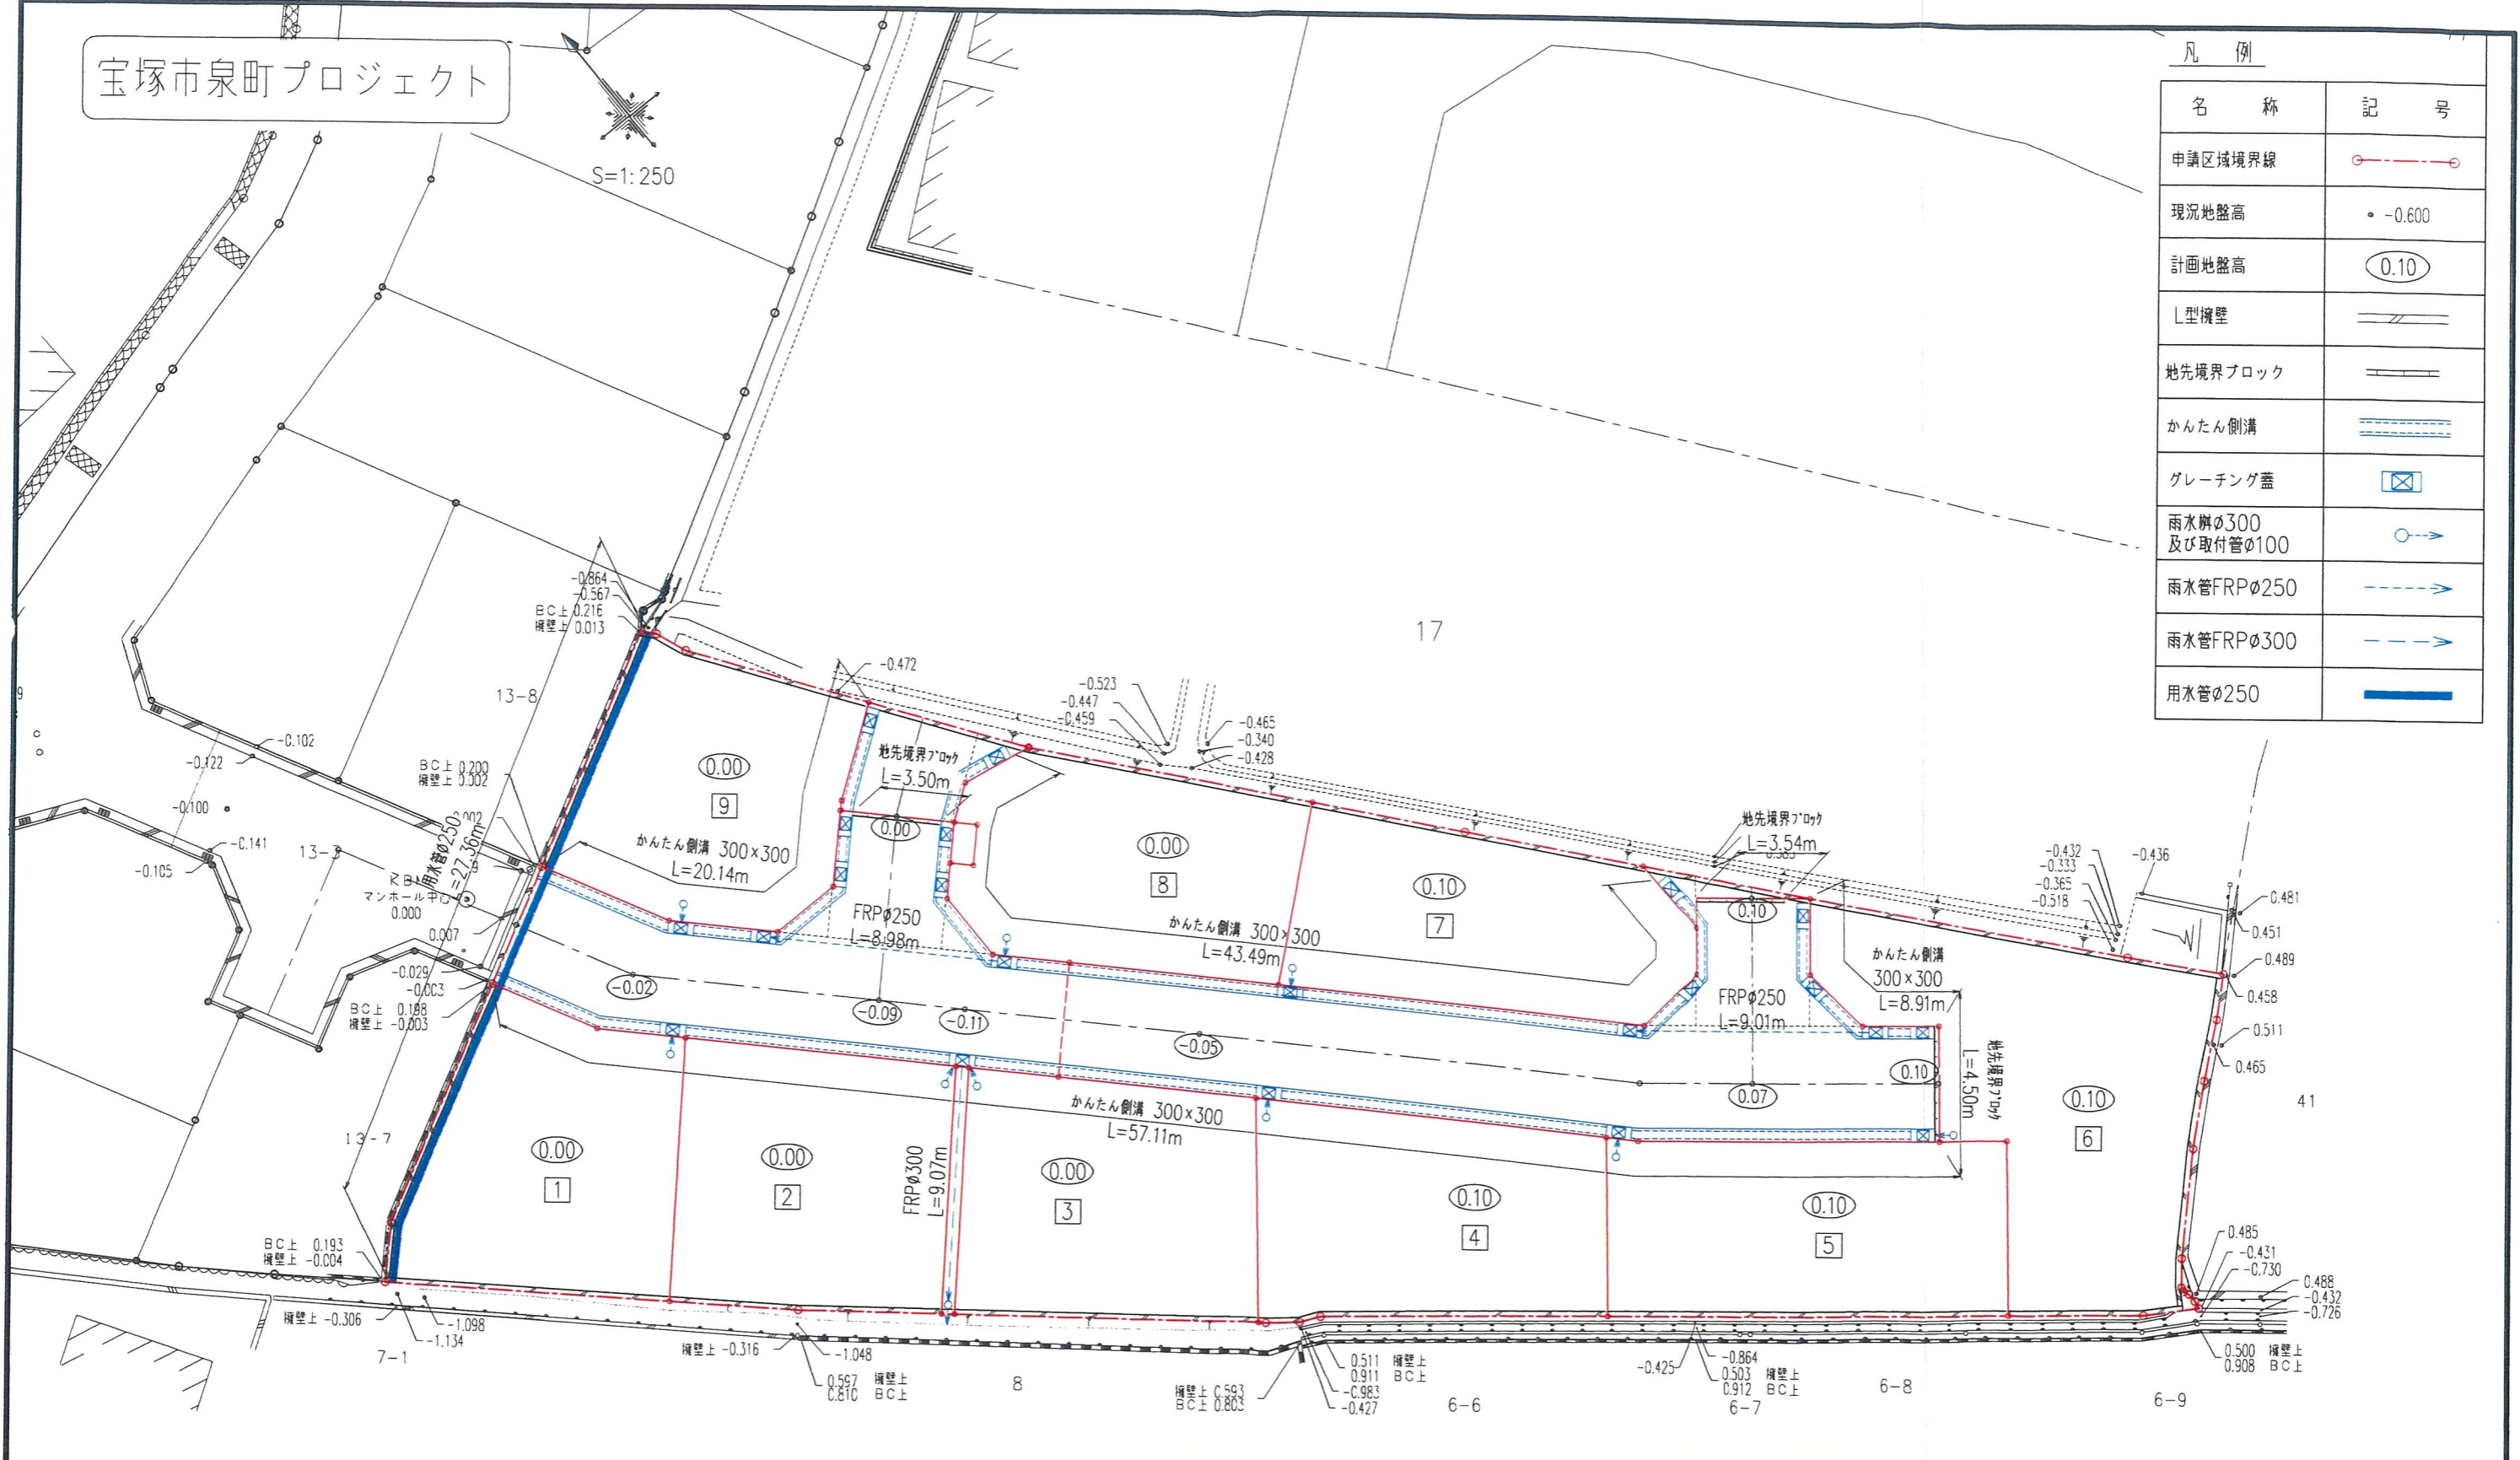 宝塚市泉町プロジェクト
S=1:250
凡 例
名 称 記 号
申請区域境界線
現況地盤高 -0.600
計画地盤高 0.10
L型擁壁
地先境界ブロック
かんたん側溝
グレーチング蓋
雨水桝Ø300
及び取付管Ø100
雨水管FRPØ250
雨水管FRPØ300
用水管Ø250
17
-0.864
-0.567
BC上 0.216
擁壁上 0.013
13-8
-0.472
-0.523
-0.447
-0.459
-0.465
-0.340
-0.428
-0.102
-0.122
-0.100
-0.141
-0.105
13-3
BC上 0.200
擁壁上 0.002
用水管Ø250
L=27.36m
マンホール中心
0.000
0.007
-0.029
-0.003
BC上 0.198
擁壁上 -0.003
13-7
0.00
9
地先境界ブロック
L=3.50m
0.00
かんたん側溝 300×300
L=20.14m
FRPØ250
L=8.98m
0.00
8
0.10
7
かんたん側溝 300×300
L=43.49m
地先境界ブロック
L=3.54m
0.10
かんたん側溝
300×300
L=8.91m
FRPØ250
L=9.01m
-0.432
-0.333
-0.365
-0.518
-0.436
0.481
0.451
0.489
0.458
0.511
0.465
-0.02
-0.09
-0.11
-0.05
0.07
0.10
地先境界ブロック
L=4.50m
0.10
6
41
かんたん側溝 300×300
L=57.11m
0.00
1
0.00
2
FRPØ300
L=9.07m
0.00
3
0.10
4
0.10
5
BC上 0.193
擁壁上 -0.004
擁壁上 -0.306
-1.098
-1.134
7-1
擁壁上 -0.316
-1.048
0.597 擁壁上
0.810 BC上
8
擁壁上 0.593
BC上 0.803
0.511 擁壁上
0.911 BC上
-0.983
-0.427
6-6
-0.425
-0.864
0.503 擁壁上
0.912 BC上
6-7
6-8
6-9
0.485
-0.431
-0.730
0.488
-0.432
-0.726
0.500 擁壁上
0.908 BC上